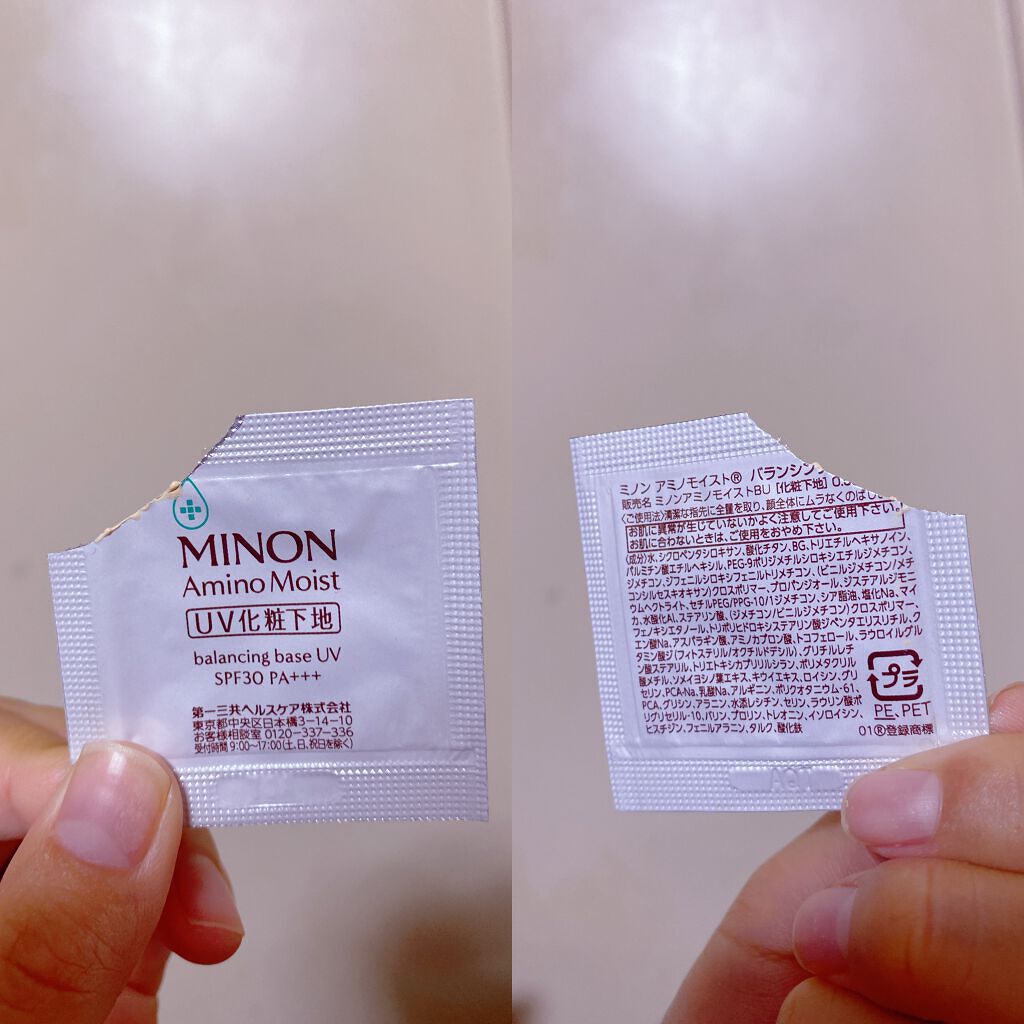 MINON
Amino Moist
UV化粧下地
balancing base UV
SPF30 PA+++
第一三共ヘルスケア株式会社
東京都中央区日本橋3-14-10
お客様相談室 0120-337-336
受付時間 9:00~17:00(土、日、祝日を除く)
ミノン アミノモイスト® バランシング
販売名 ミノンアミノモイストBU [化粧下地]
〈ご使用法〉清潔な指先に全量を取り、顔全体にムラなくのば
お肌に異常が生じていないかよく注意してご使用下さい。
お肌に合わないときは、ご使用をおやめ下さい。
〈成分〉水、シクロペンタシロキサン、酸化チタン、BG、トリエチルヘキサノイン、
パルミチン酸エチルヘキシル、PEG-9ポリジメチルシロキシエチルジメチコン、
ジメチコン、ジフェニルシロキシフェニルトリメチコン、(ビニルジメチコン/メチ
コンシルセスキオキサン)クロスポリマー、プロパンジオール、ジステアルジモニ
ウムヘクトライト、セチルPEG/PPG-10/1ジメチコン、シア脂油、塩化Na、マイ
カ、水酸化Al、ステアリン酸、(ジメチコン/ビニルジメチコン)クロスポリマー、
フェノキシエタノール、トリポリヒドロキシステアリン酸ジペンタエリスリチル、ク
エン酸Na、アスパラギン酸、アミノカプロン酸、トコフェロール、ラウロイルグル
タミン酸ジ(フィトステリル/オクチルドデシル)、グリチルレチ
ン酸ステアリル、トリエトキシカプリリルシラン、ポリメタクリル
酸メチル、ソメイヨシノ葉エキス、キウイエキス、ロイシン、グリ
セリン、PCA-Na、乳酸Na、アルギニン、ポリクオタニウム-61、
PCA、グリシン、アラニン、水添レシチン、セリン、ラウリン酸ポ
リグリセリル-10、バリン、プロリン、トレオニン、イソロイシン、
ヒスチジン、フェニルアラニン、タルク、酸化鉄
プラ
PE、PET
01®登録商標